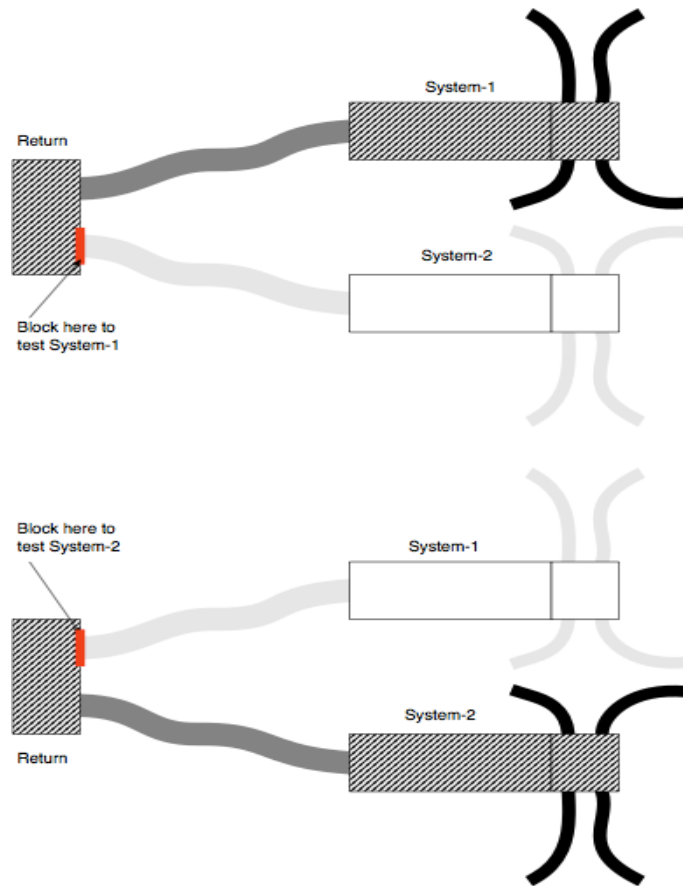 System-1
Return
System-2
Block here to
test System-1
Block here to
test System-2
System-1
System-2
Return